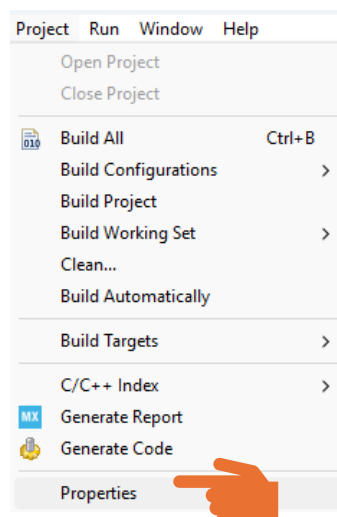 Project Run Window Help
Open Project
Close Project
010 Build All Ctrl+B
Build Configurations >
Build Project
Build Working Set >
Clean...
Build Automatically
Build Targets >
C/C++ Index >
MX Generate Report
Generate Code
Properties